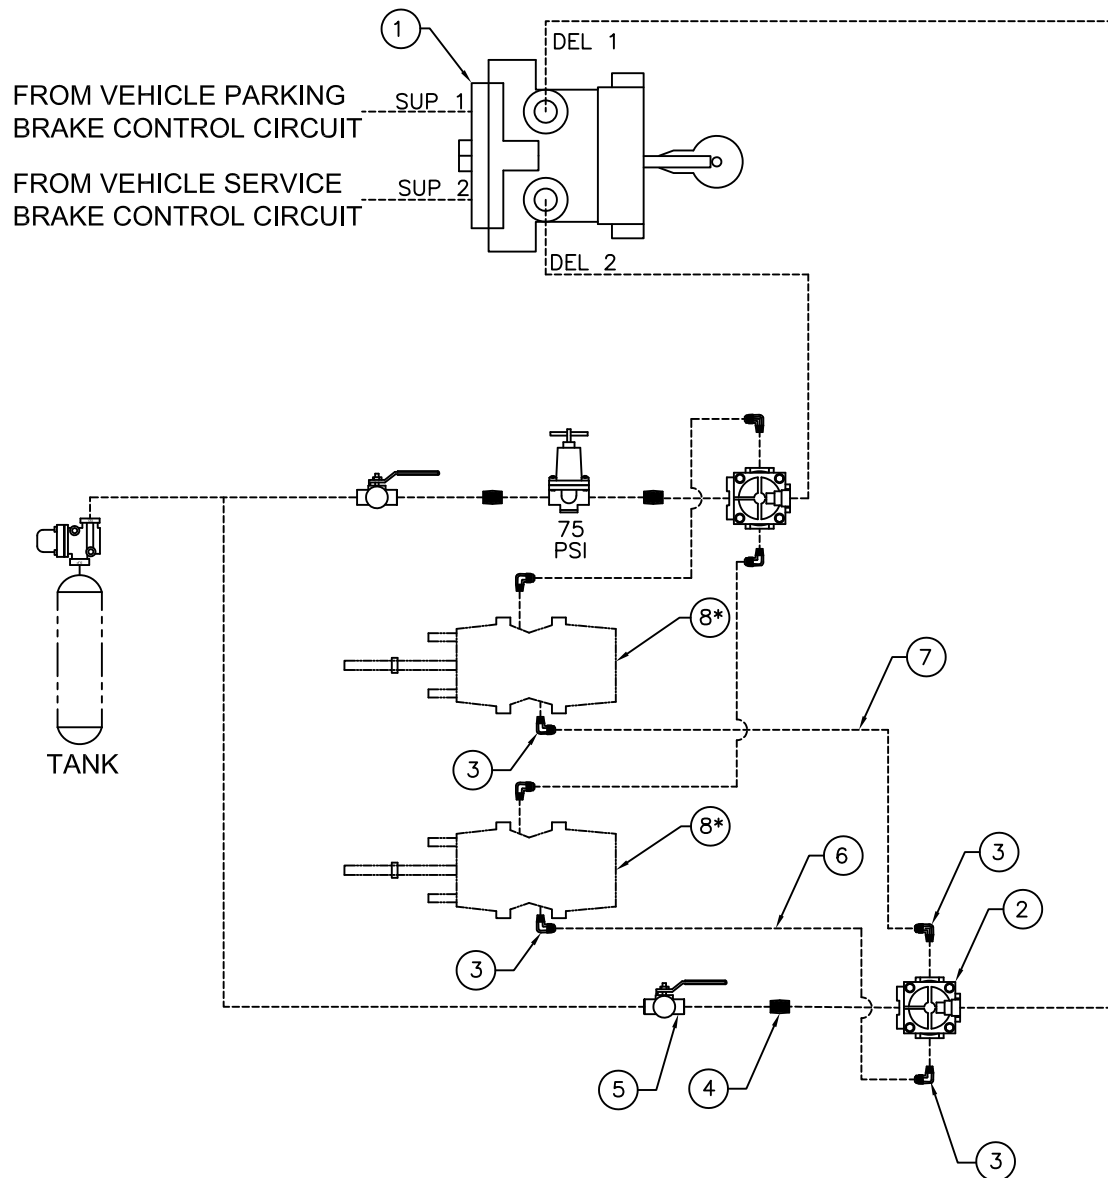 1
DEL 1
FROM VEHICLE PARKING
BRAKE CONTROL CIRCUIT
SUP 1
FROM VEHICLE SERVICE
BRAKE CONTROL CIRCUIT
SUP 2
DEL 2
75
PSI
8*
7
TANK
3
8*
6
3
2
3
5
4
3